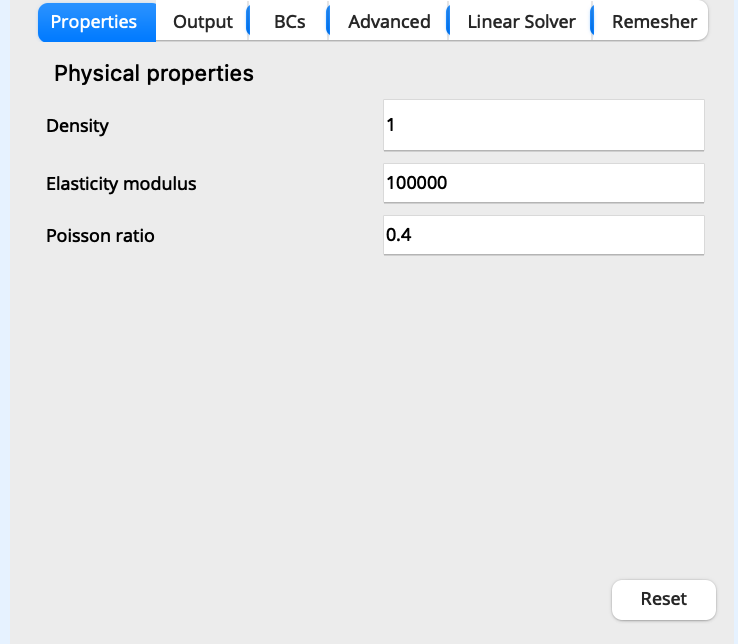 Properties Output BCs Advanced Linear Solver Remesher
Physical properties
Density 1
Elasticity modulus 100000
Poisson ratio 0.4
Reset